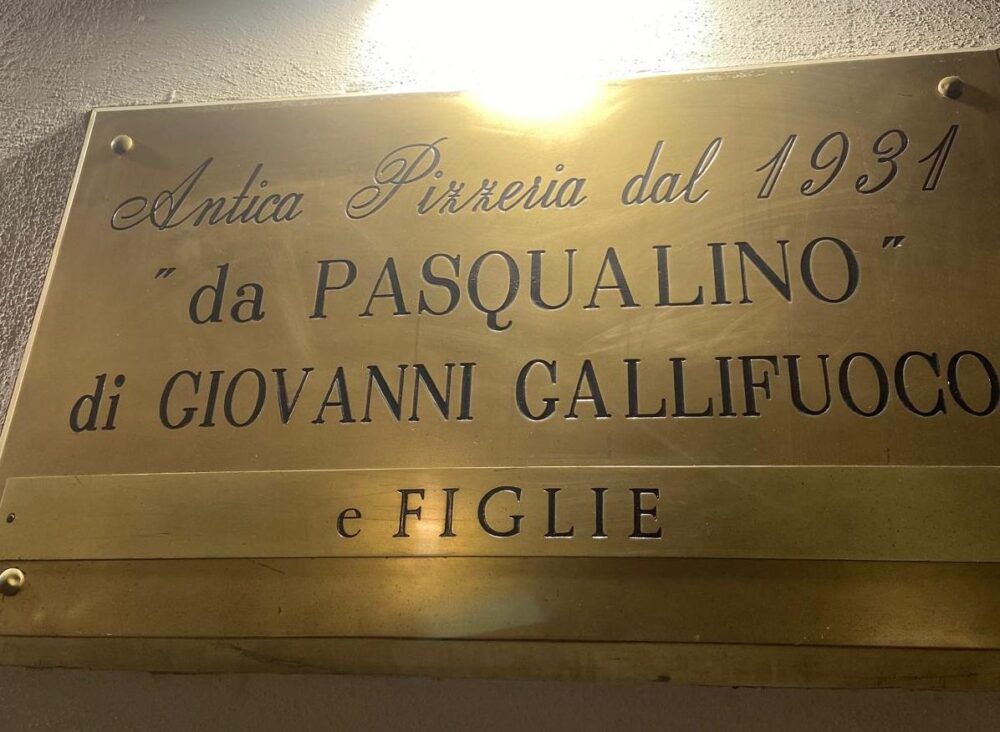 Antica Pizzeria dal 1931
"da PASQUALINO"
di GIOVANNI GALLIFUOCO
e FIGLIE